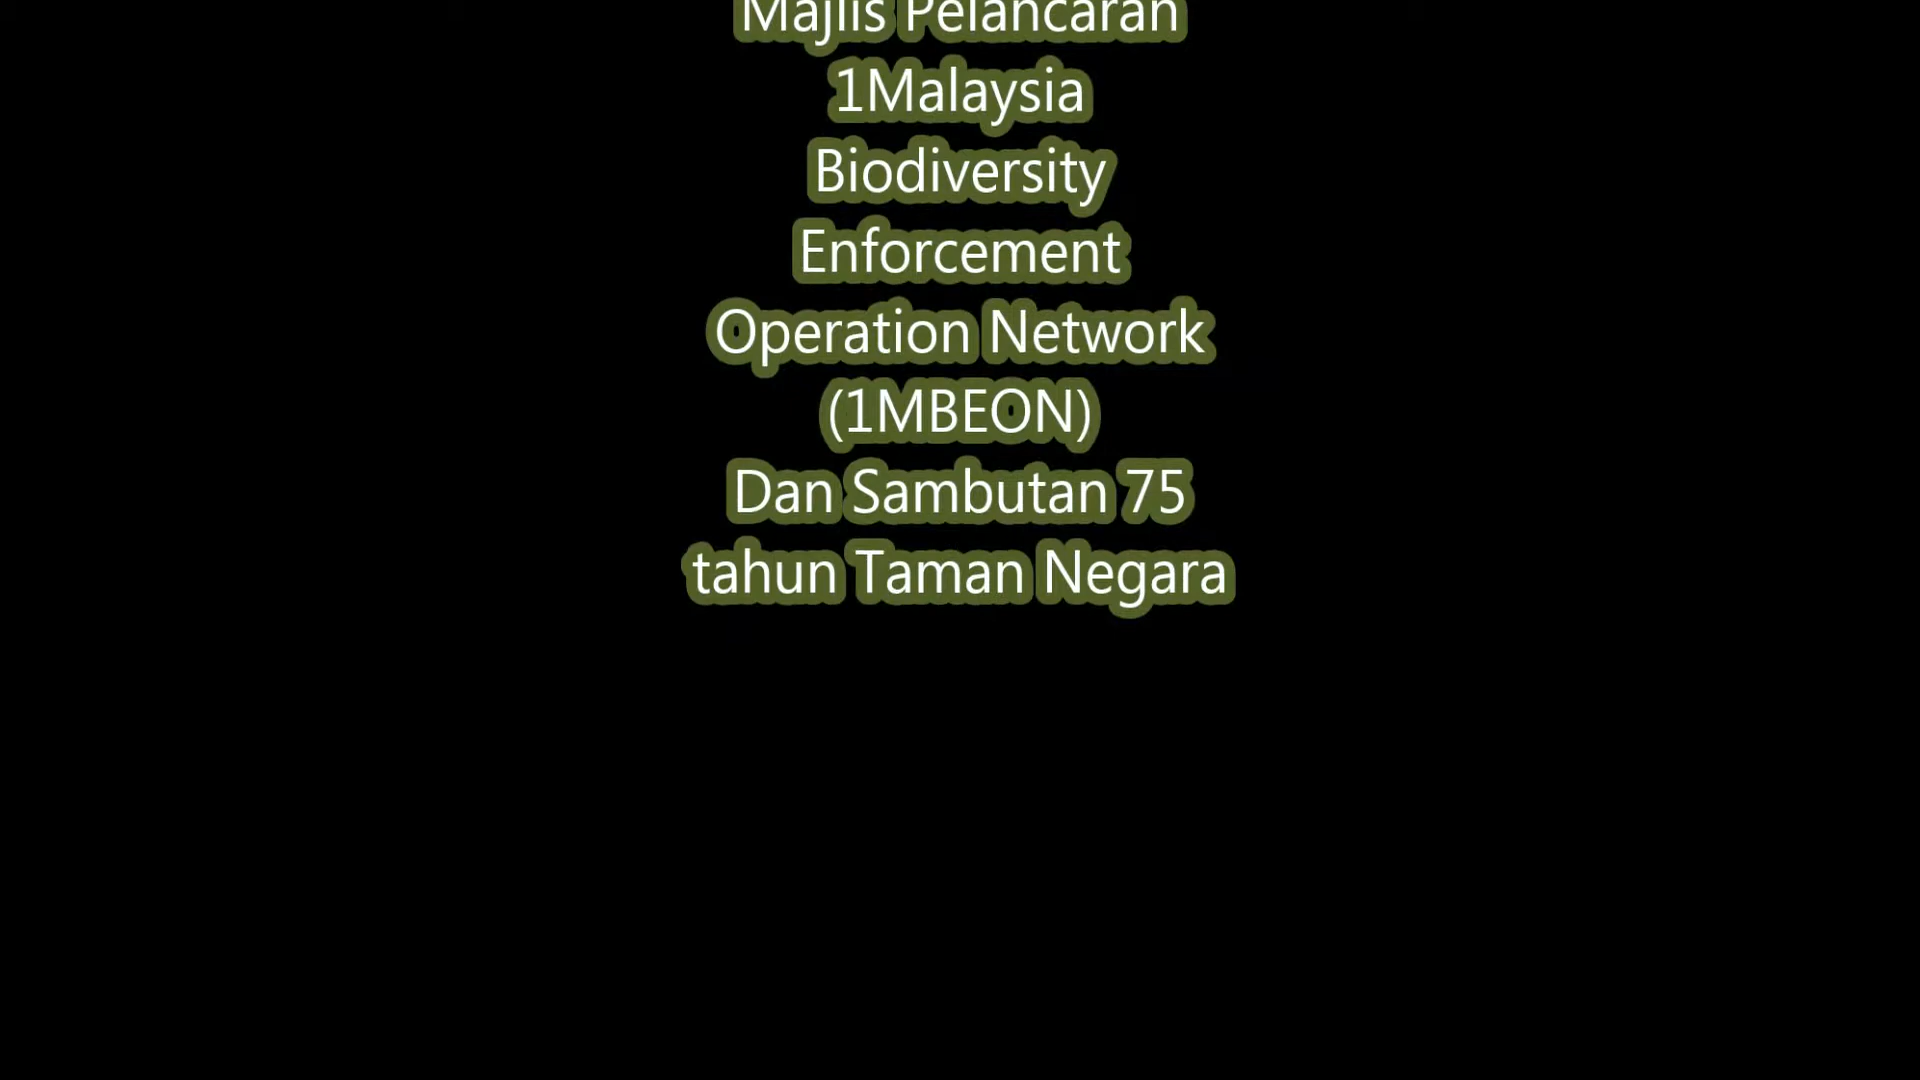 Majlis Pelancaran
1Malaysia
Biodiversity
Enforcement
Operation Network
(1MBEON)
Dan Sambutan 75
tahun Taman Negara